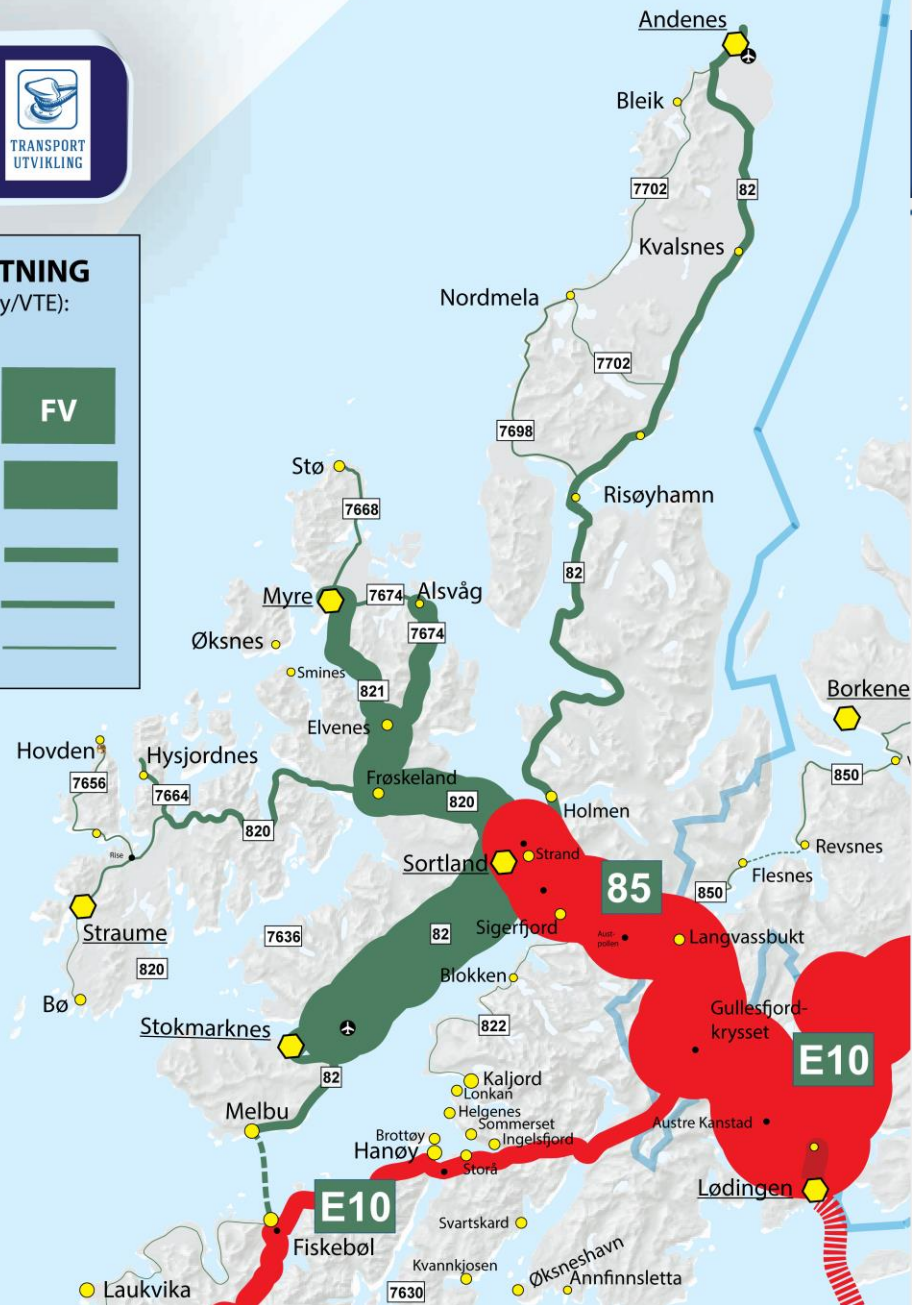 Andenes
TRANSPORT
UTVIKLING
Bleik
7702
82
TNING
y/VTE):
Kvalsnes
Nordmela
7702
FV
7698
Stø
Risøyhamn
7668
82
Myre
7674
Alsvåg
7674
Øksnes
Smines
821
Borkene
Elvenes
Hovden
Hysjordnes
850
7656
Frøskeland
7664
820
Holmen
820
Revsnes
Rise
Strand
Sortland
Flesnes
85
850
Straume
Sigerfjord
7636
82
Aust-
pollen
Langvassbukt
820
Blokken
Bø
Gullesfjord-
krysset
Stokmarknes
822
E10
82
Kaljord
Lonkan
Melbu
Helgenes
Sommerset
Austre Kanstad
Brottøy
Ingelsfjord
Hanøy
Storå
Lødingen
E10
Svartskard
Fiskebøl
Kvannkjosen
Øksneshavn
Annfinnsletta
Laukvika
7630